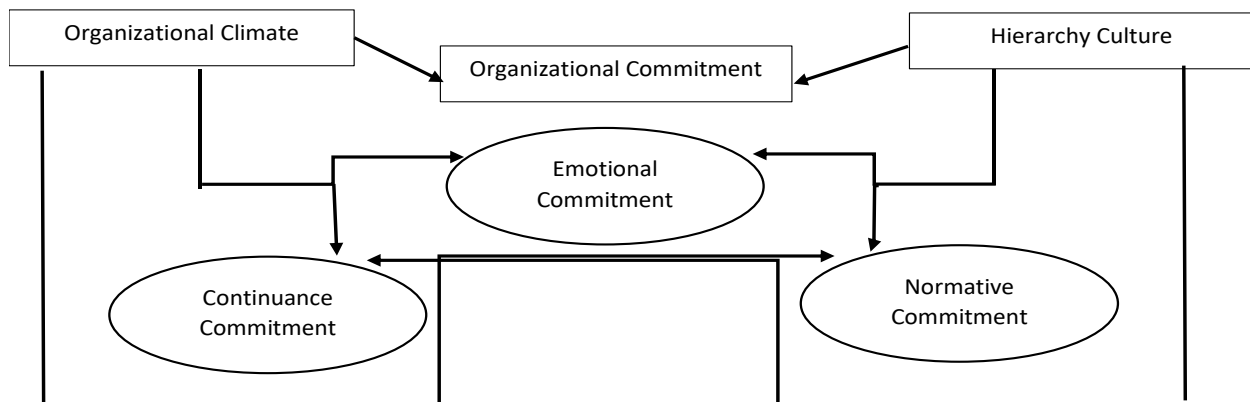 Organizational Climate
Hierarchy Culture
Organizational Commitment
Emotional
Commitment
Continuance
Commitment
Normative
Commitment